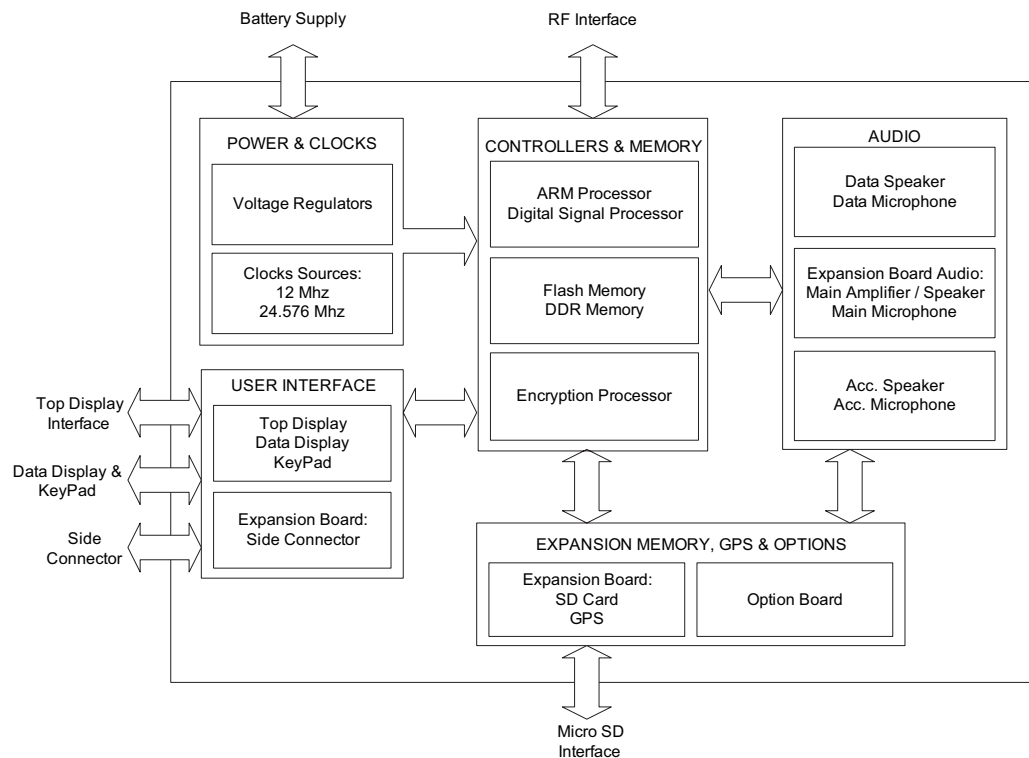 Battery Supply
RF Interface
POWER & CLOCKS
Voltage Regulators
Clocks Sources:
12 Mhz
24.576 Mhz
CONTROLLERS & MEMORY
ARM Processor
Digital Signal Processor
Flash Memory
DDR Memory
Encryption Processor
AUDIO
Data Speaker
Data Microphone
Expansion Board Audio:
Main Amplifier / Speaker
Main Microphone
Acc. Speaker
Acc. Microphone
Top Display
Interface
Data Display &
KeyPad
Side
Connector
USER INTERFACE
Top Display
Data Display
KeyPad
Expansion Board:
Side Connector
EXPANSION MEMORY, GPS & OPTIONS
Expansion Board:
SD Card
GPS
Option Board
Micro SD
Interface